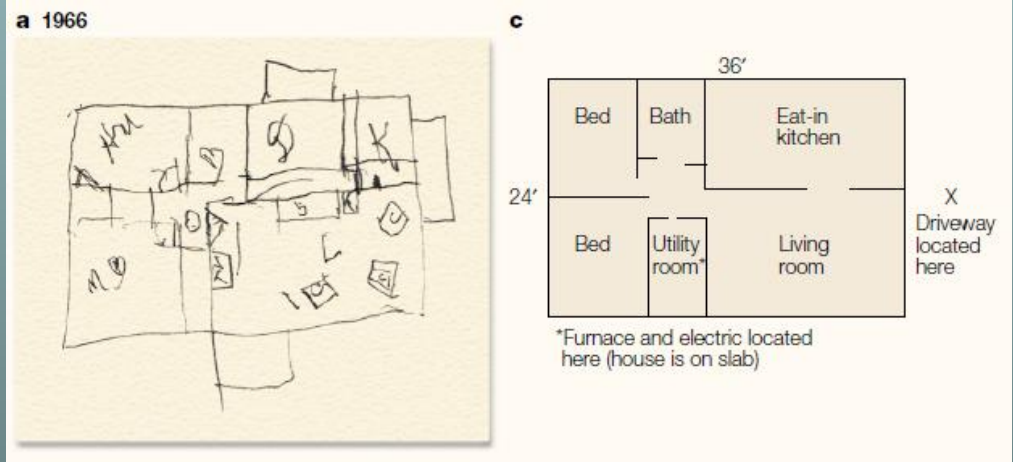 a 1966
c
36′
Bed
Bath
Eat-in
kitchen
24′
X
Driveway
located
here
Bed
Utility
room*
Living
room
*Furnace and electric located
here (house is on slab)
D
K
B
S
L
C